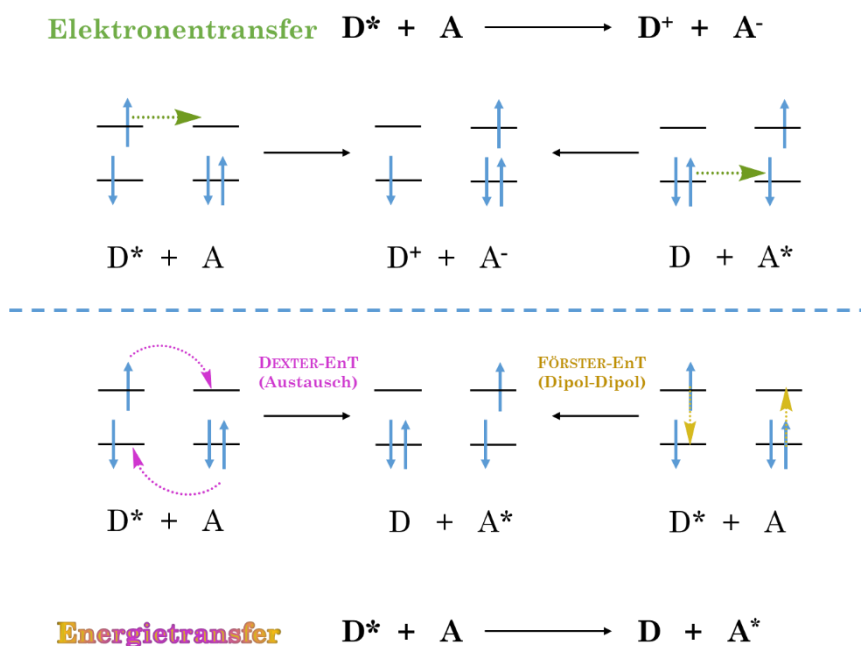 Elektronentransfer D* + A ⟶ D⁺ + A⁻
D* + A
D⁺ + A⁻
D + A*
DEXTER-EnT
(Austausch)
FÖRSTER-EnT
(Dipol-Dipol)
D* + A
D + A*
D* + A
Energietransfer D* + A ⟶ D + A*